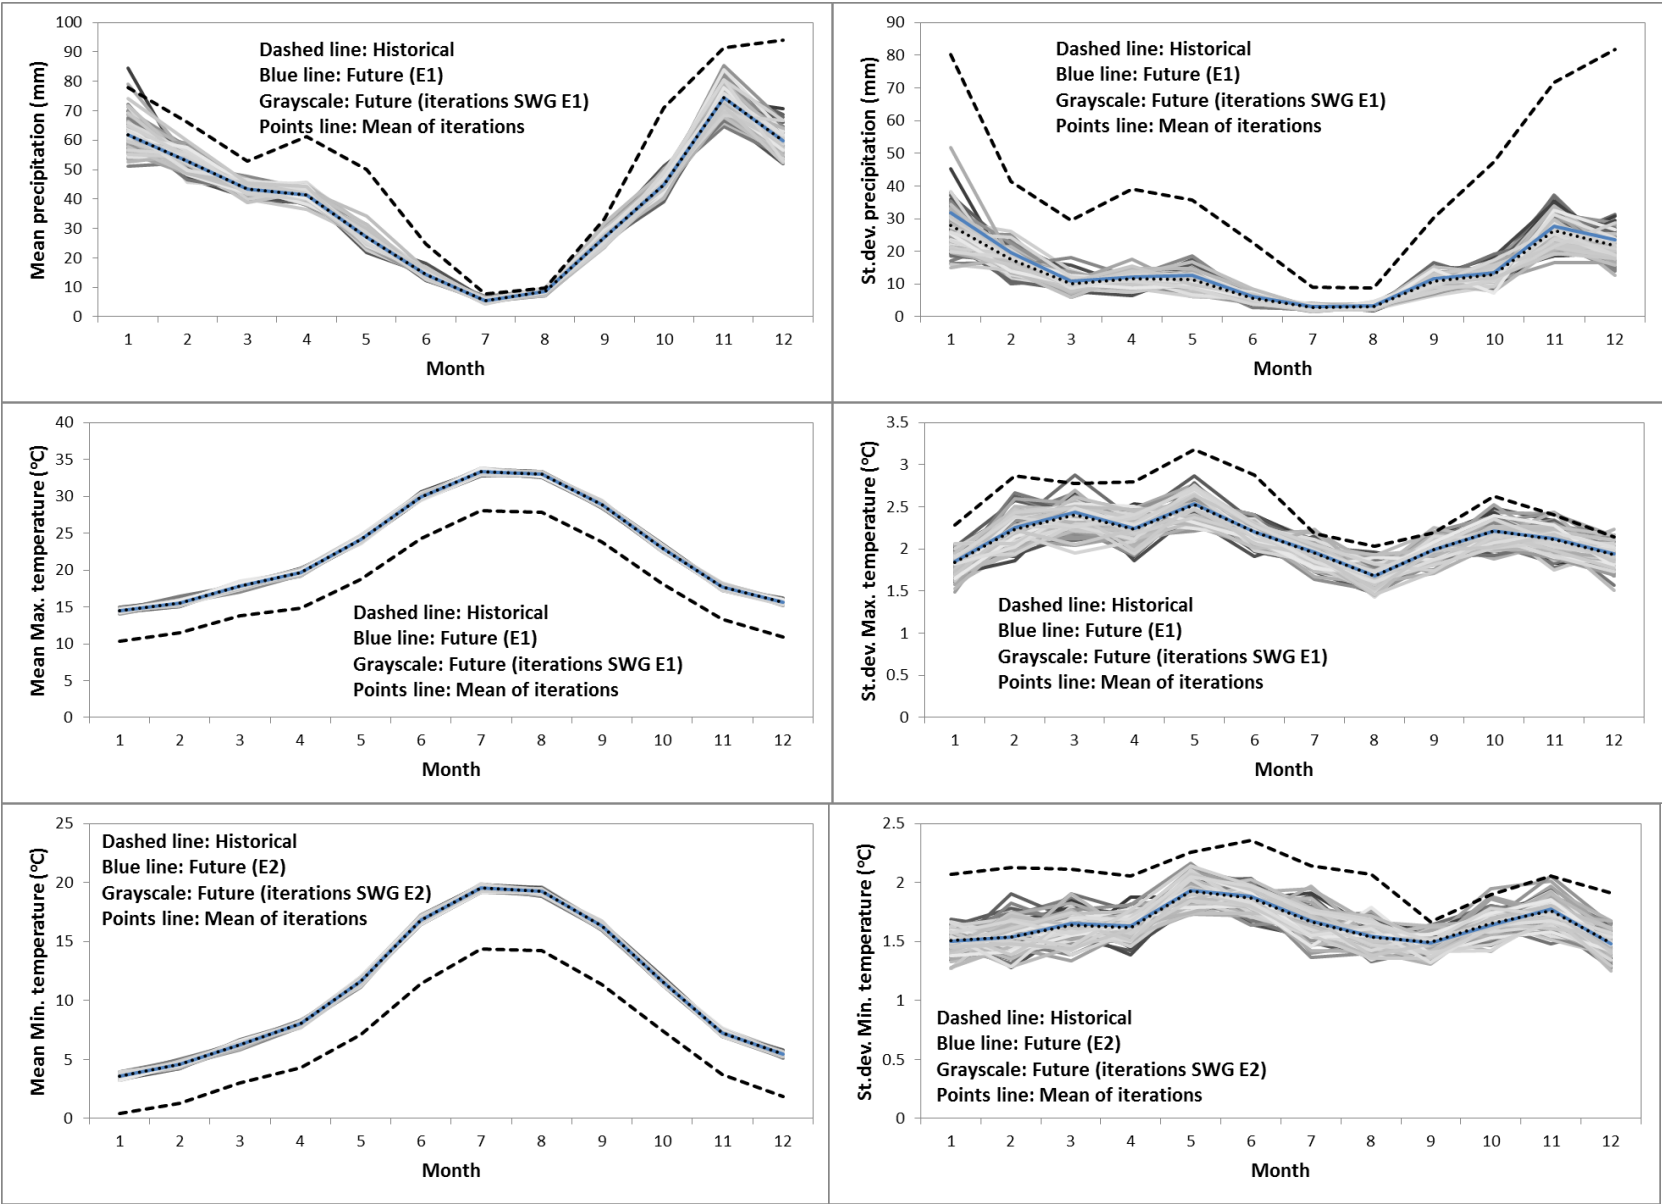 Mean precipitation (mm)
100
90
80
70
60
50
40
30
20
10
0
Dashed line: Historical
Blue line: Future (E1)
Grayscale: Future (iterations SWG E1)
Points line: Mean of iterations
1 2 3 4 5 6 7 8 9 10 11 12
Month
St.dev. precipitation (mm)
90
80
70
60
50
40
30
20
10
0
Dashed line: Historical
Blue line: Future (E1)
Grayscale: Future (iterations SWG E1)
Points line: Mean of iterations
1 2 3 4 5 6 7 8 9 10 11 12
Month
Mean Max. temperature (°C)
40
35
30
25
20
15
10
5
0
Dashed line: Historical
Blue line: Future (E1)
Grayscale: Future (iterations SWG E1)
Points line: Mean of iterations
1 2 3 4 5 6 7 8 9 10 11 12
Month
St.dev. Max. temperature (°C)
3.5
3
2.5
2
1.5
1
0.5
0
Dashed line: Historical
Blue line: Future (E1)
Grayscale: Future (iterations SWG E1)
Points line: Mean of iterations
1 2 3 4 5 6 7 8 9 10 11 12
Month
Mean Min. temperature (°C)
25
20
15
10
5
0
Dashed line: Historical
Blue line: Future (E2)
Grayscale: Future (iterations SWG E2)
Points line: Mean of iterations
1 2 3 4 5 6 7 8 9 10 11 12
Month
St.dev. Min. temperature (°C)
2.5
2
1.5
1
0.5
0
Dashed line: Historical
Blue line: Future (E2)
Grayscale: Future (iterations SWG E2)
Points line: Mean of iterations
1 2 3 4 5 6 7 8 9 10 11 12
Month